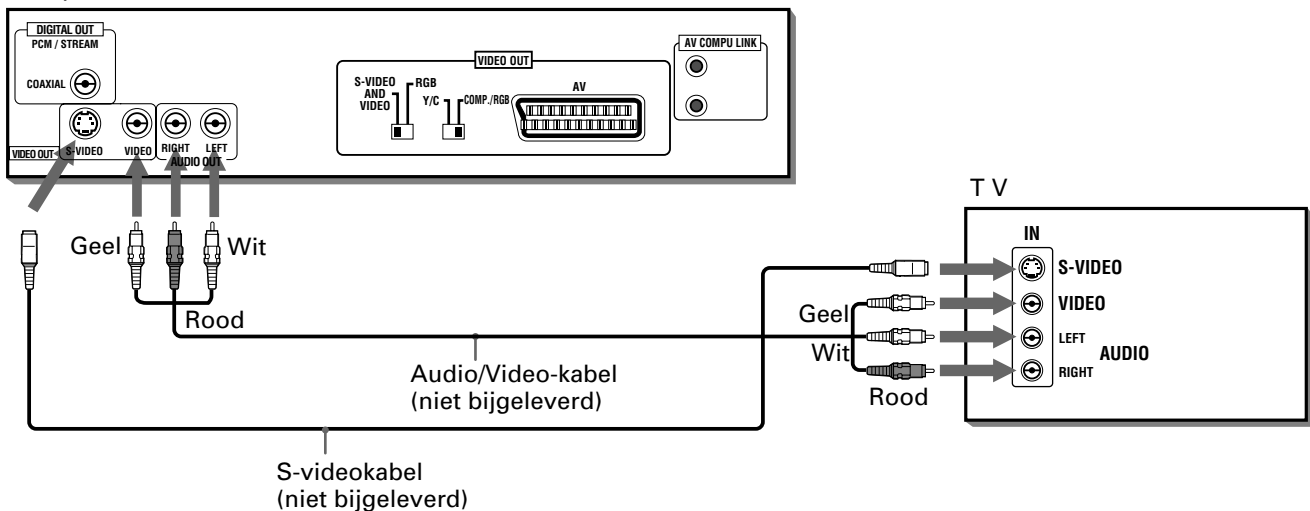 DIGITAL OUT
PCM / STREAM
COAXIAL
VIDEO OUT
S-VIDEO
VIDEO
RIGHT
LEFT
AUDIO OUT
VIDEO OUT
S-VIDEO
AND
VIDEO
RGB
Y/C
COMP./RGB
AV
AV COMPU LINK
Geel
Wit
Rood
Audio/Video-kabel
(niet bijgeleverd)
S-videokabel
(niet bijgeleverd)
TV
IN
S-VIDEO
VIDEO
LEFT
AUDIO
RIGHT
Geel
Wit
Rood